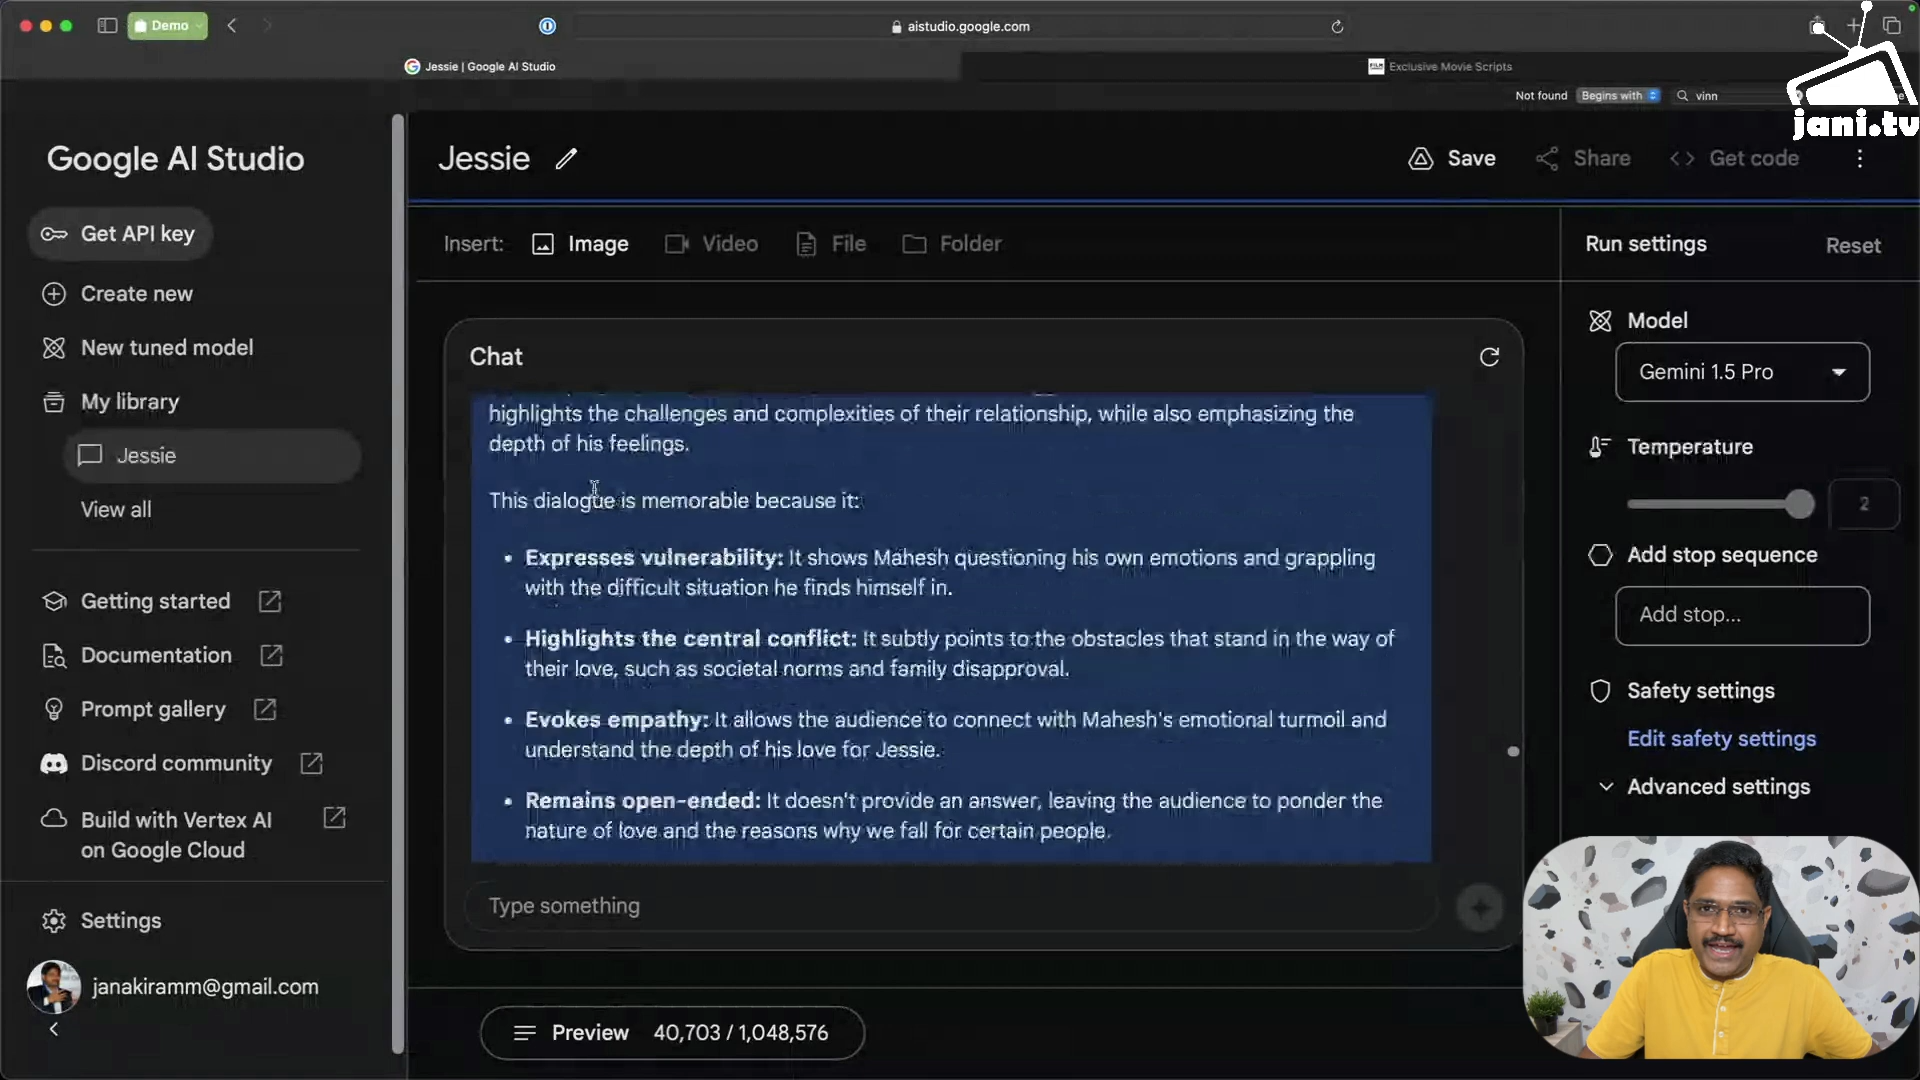 Demo
aistudio.google.com
Jessie | Google AI Studio
Exclusive Movie Scripts
Not found
Begins with
vinn
jani.tv
Google AI Studio
Get API key
Create new
New tuned model
My library
Jessie
View all
Getting started
Documentation
Prompt gallery
Discord community
Build with Vertex AI
on Google Cloud
Settings
janakiramm@gmail.com
Jessie
Save
Share
Get code
Insert:
Image
Video
File
Folder
Chat
highlights the challenges and complexities of their relationship, while also emphasizing the
depth of his feelings.
This dialogue is memorable because it:
• Expresses vulnerability: It shows Mahesh questioning his own emotions and grappling
with the difficult situation he finds himself in.
• Highlights the central conflict: It subtly points to the obstacles that stand in the way of
their love, such as societal norms and family disapproval.
• Evokes empathy: It allows the audience to connect with Mahesh's emotional turmoil and
understand the depth of his love for Jessie.
• Remains open-ended: It doesn't provide an answer, leaving the audience to ponder the
nature of love and the reasons why we fall for certain people.
Type something
Preview 40,703 / 1,048,576
Run settings
Reset
Model
Gemini 1.5 Pro
Temperature
2
Add stop sequence
Add stop...
Safety settings
Edit safety settings
Advanced settings